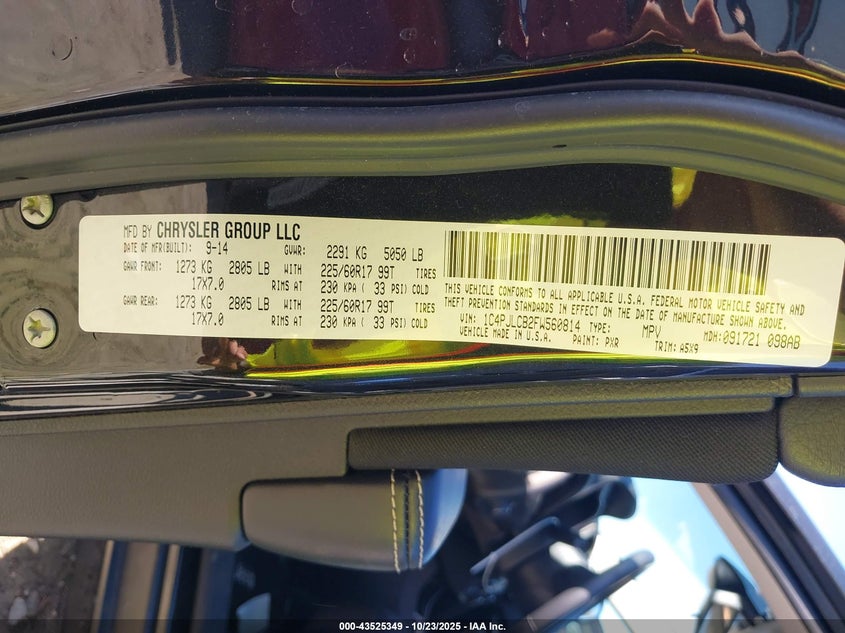 MFD BY CHRYSLER GROUP LLC
DATE OF MFR(BUILT): 9-14 GVWR: 2291 KG 5050 LB
GAWR FRONT: 1273 KG 2805 LB WITH 225/60R17 99T TIRES
17X7.0 RIMS AT 230 KPA ( 33 PSI) COLD
GAWR REAR: 1273 KG 2805 LB WITH 225/60R17 99T TIRES
17X7.0 RIMS AT 230 KPA ( 33 PSI) COLD
THIS VEHICLE CONFORMS TO ALL APPLICABLE U.S.A. FEDERAL MOTOR VEHICLE SAFETY AND
THEFT PREVENTION STANDARDS IN EFFECT ON THE DATE OF MANUFACTURE SHOWN ABOVE.
VIN: 1C4PJLCB2FW560814 TYPE: MPV MDH:091721 098AB
VEHICLE MADE IN U.S.A. PAINT: PXR TRIM: A5X9
000-43525349 - 10/23/2025 - IAA Inc.